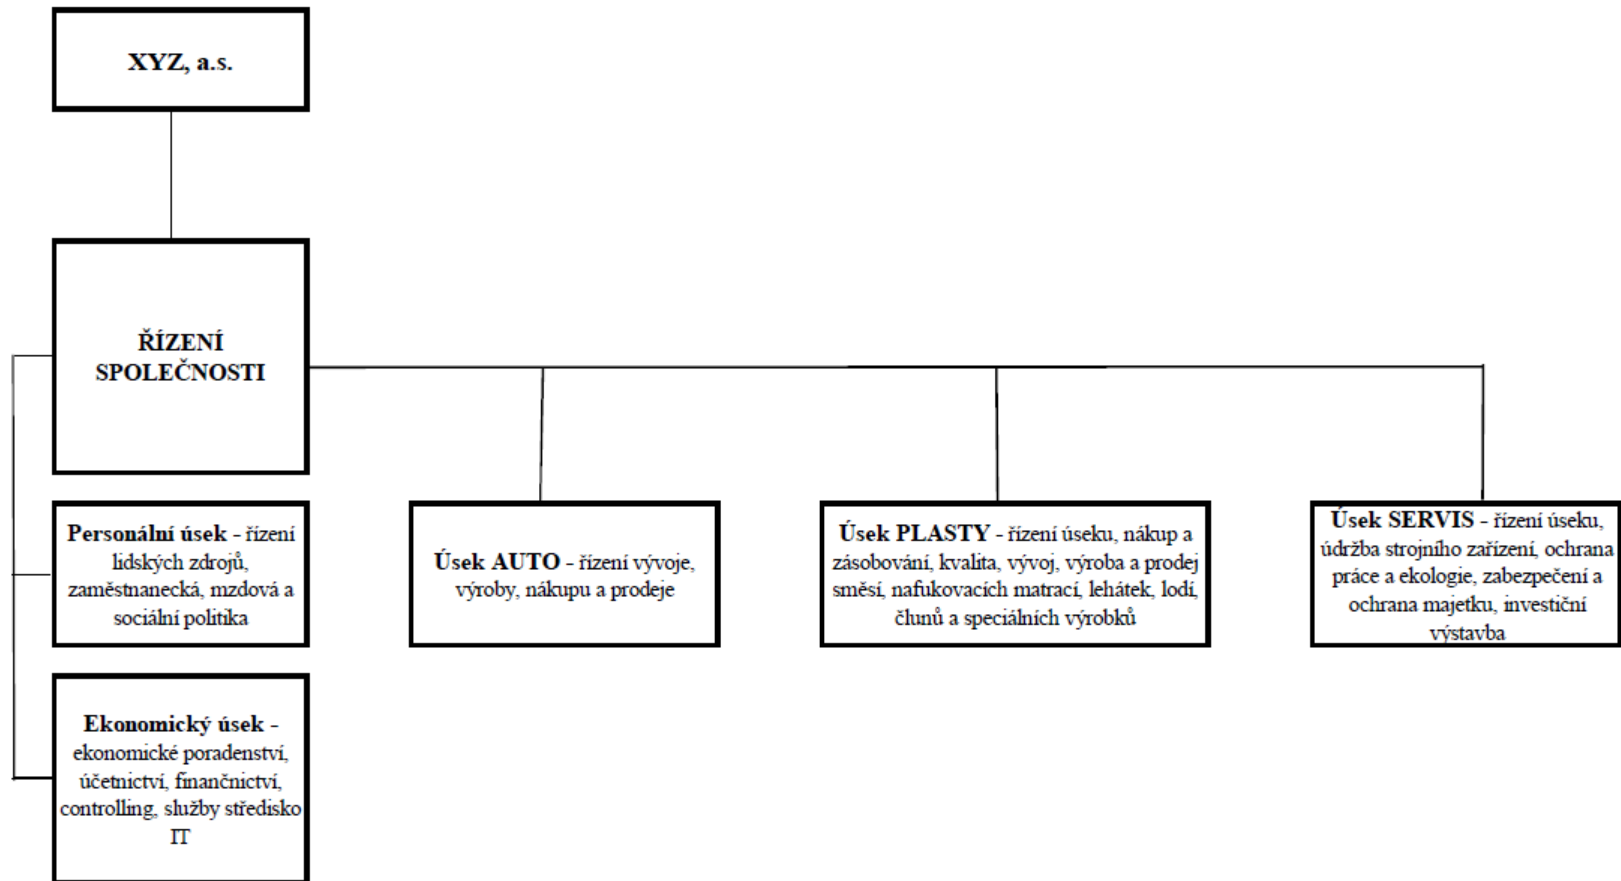 XYZ, a.s.
ŘÍZENÍ
SPOLEČNOSTI
Personální úsek - řízení
lidských zdrojů,
zaměstnanecká, mzdová a
sociální politika
Úsek AUTO - řízení vývoje,
výroby, nákupu a prodeje
Úsek PLASTY - řízení úseku, nákup a
zásobování, kvalita, vývoj, výroba a prodej
směsí, nafukovacích matrací, lehátek, lodí,
člunů a speciálních výrobků
Úsek SERVIS - řízení úseku,
údržba strojního zařízení, ochrana
práce a ekologie, zabezpečení a
ochrana majetku, investiční
výstavba
Ekonomický úsek -
ekonomické poradenství,
účetnictví, finančnictví,
controlling, služby středisko
IT